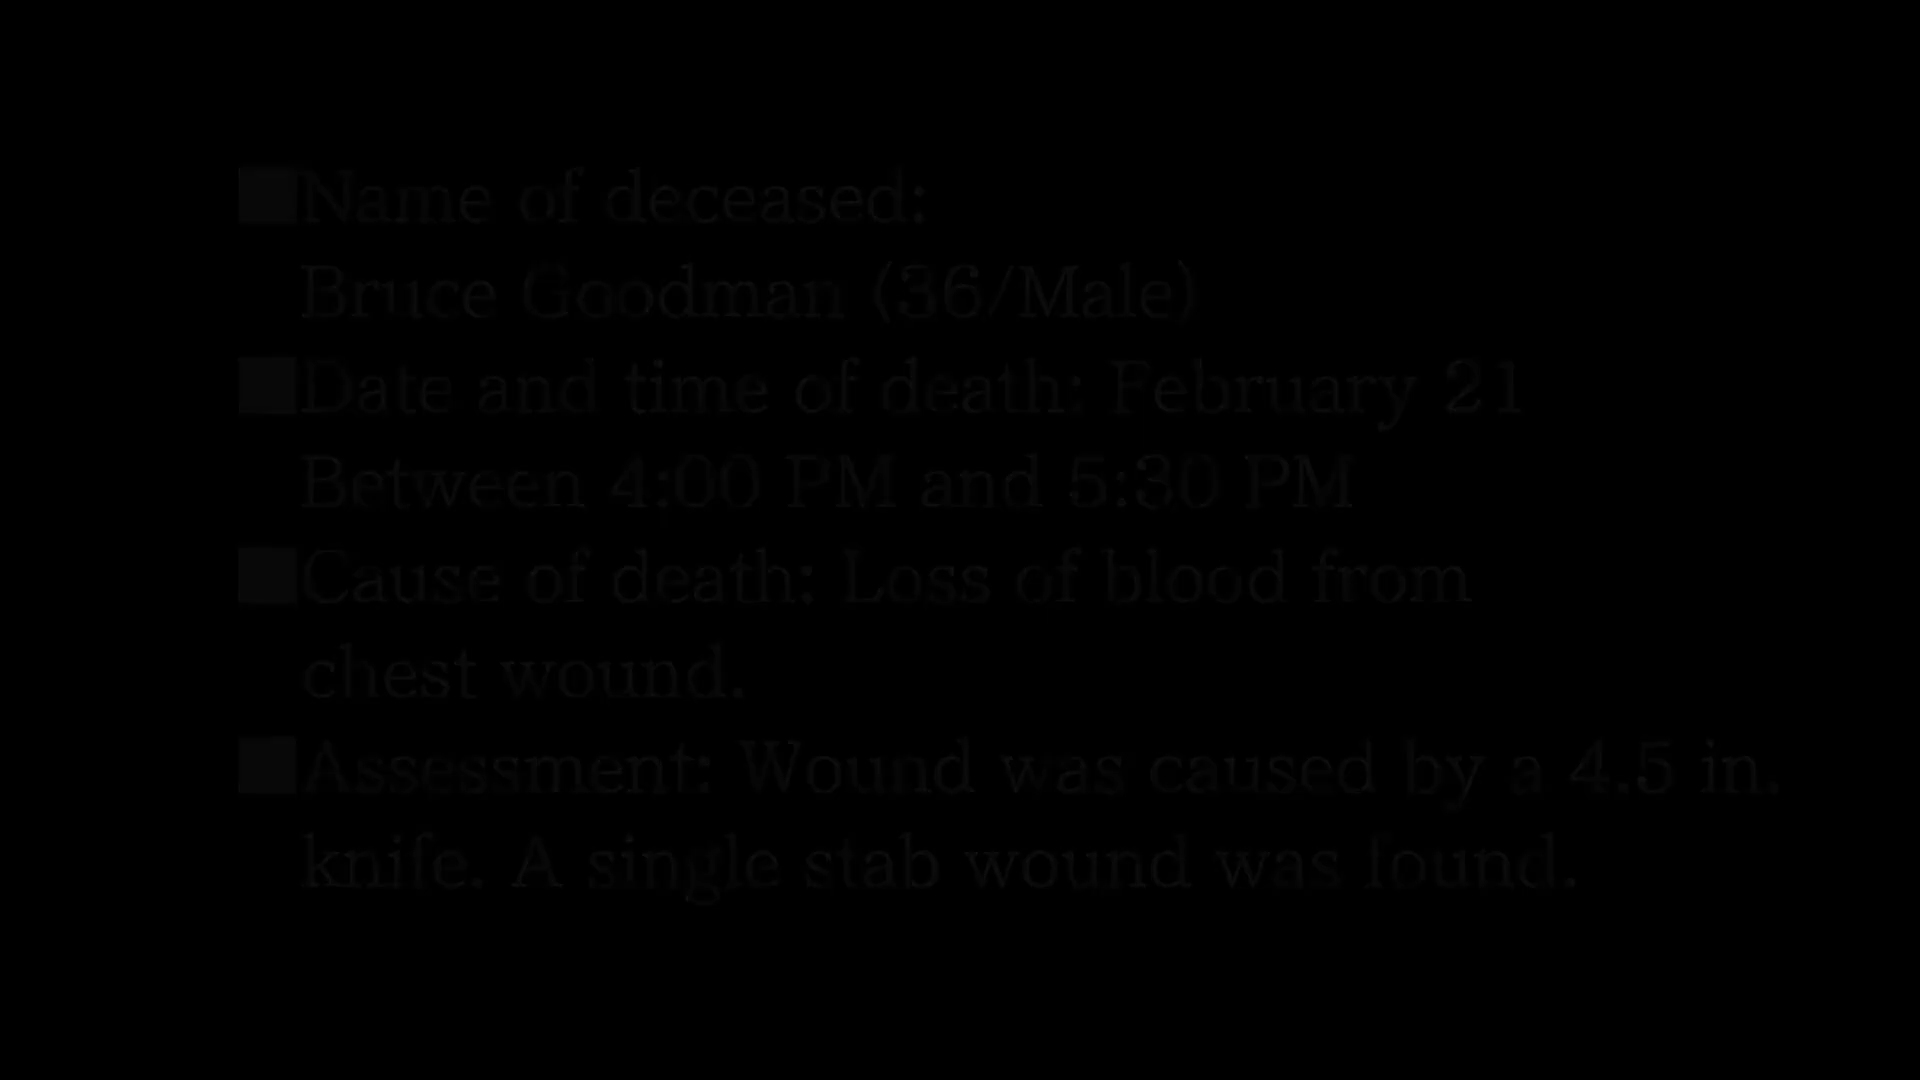 ■Name of deceased:
Bruce Goodman (36/Male)
■Date and time of death: February 21
Between 4:00 PM and 5:30 PM
■Cause of death: Loss of blood from
chest wound.
■Assessment: Wound was caused by a 4.5 in.
knife. A single stab wound was found.